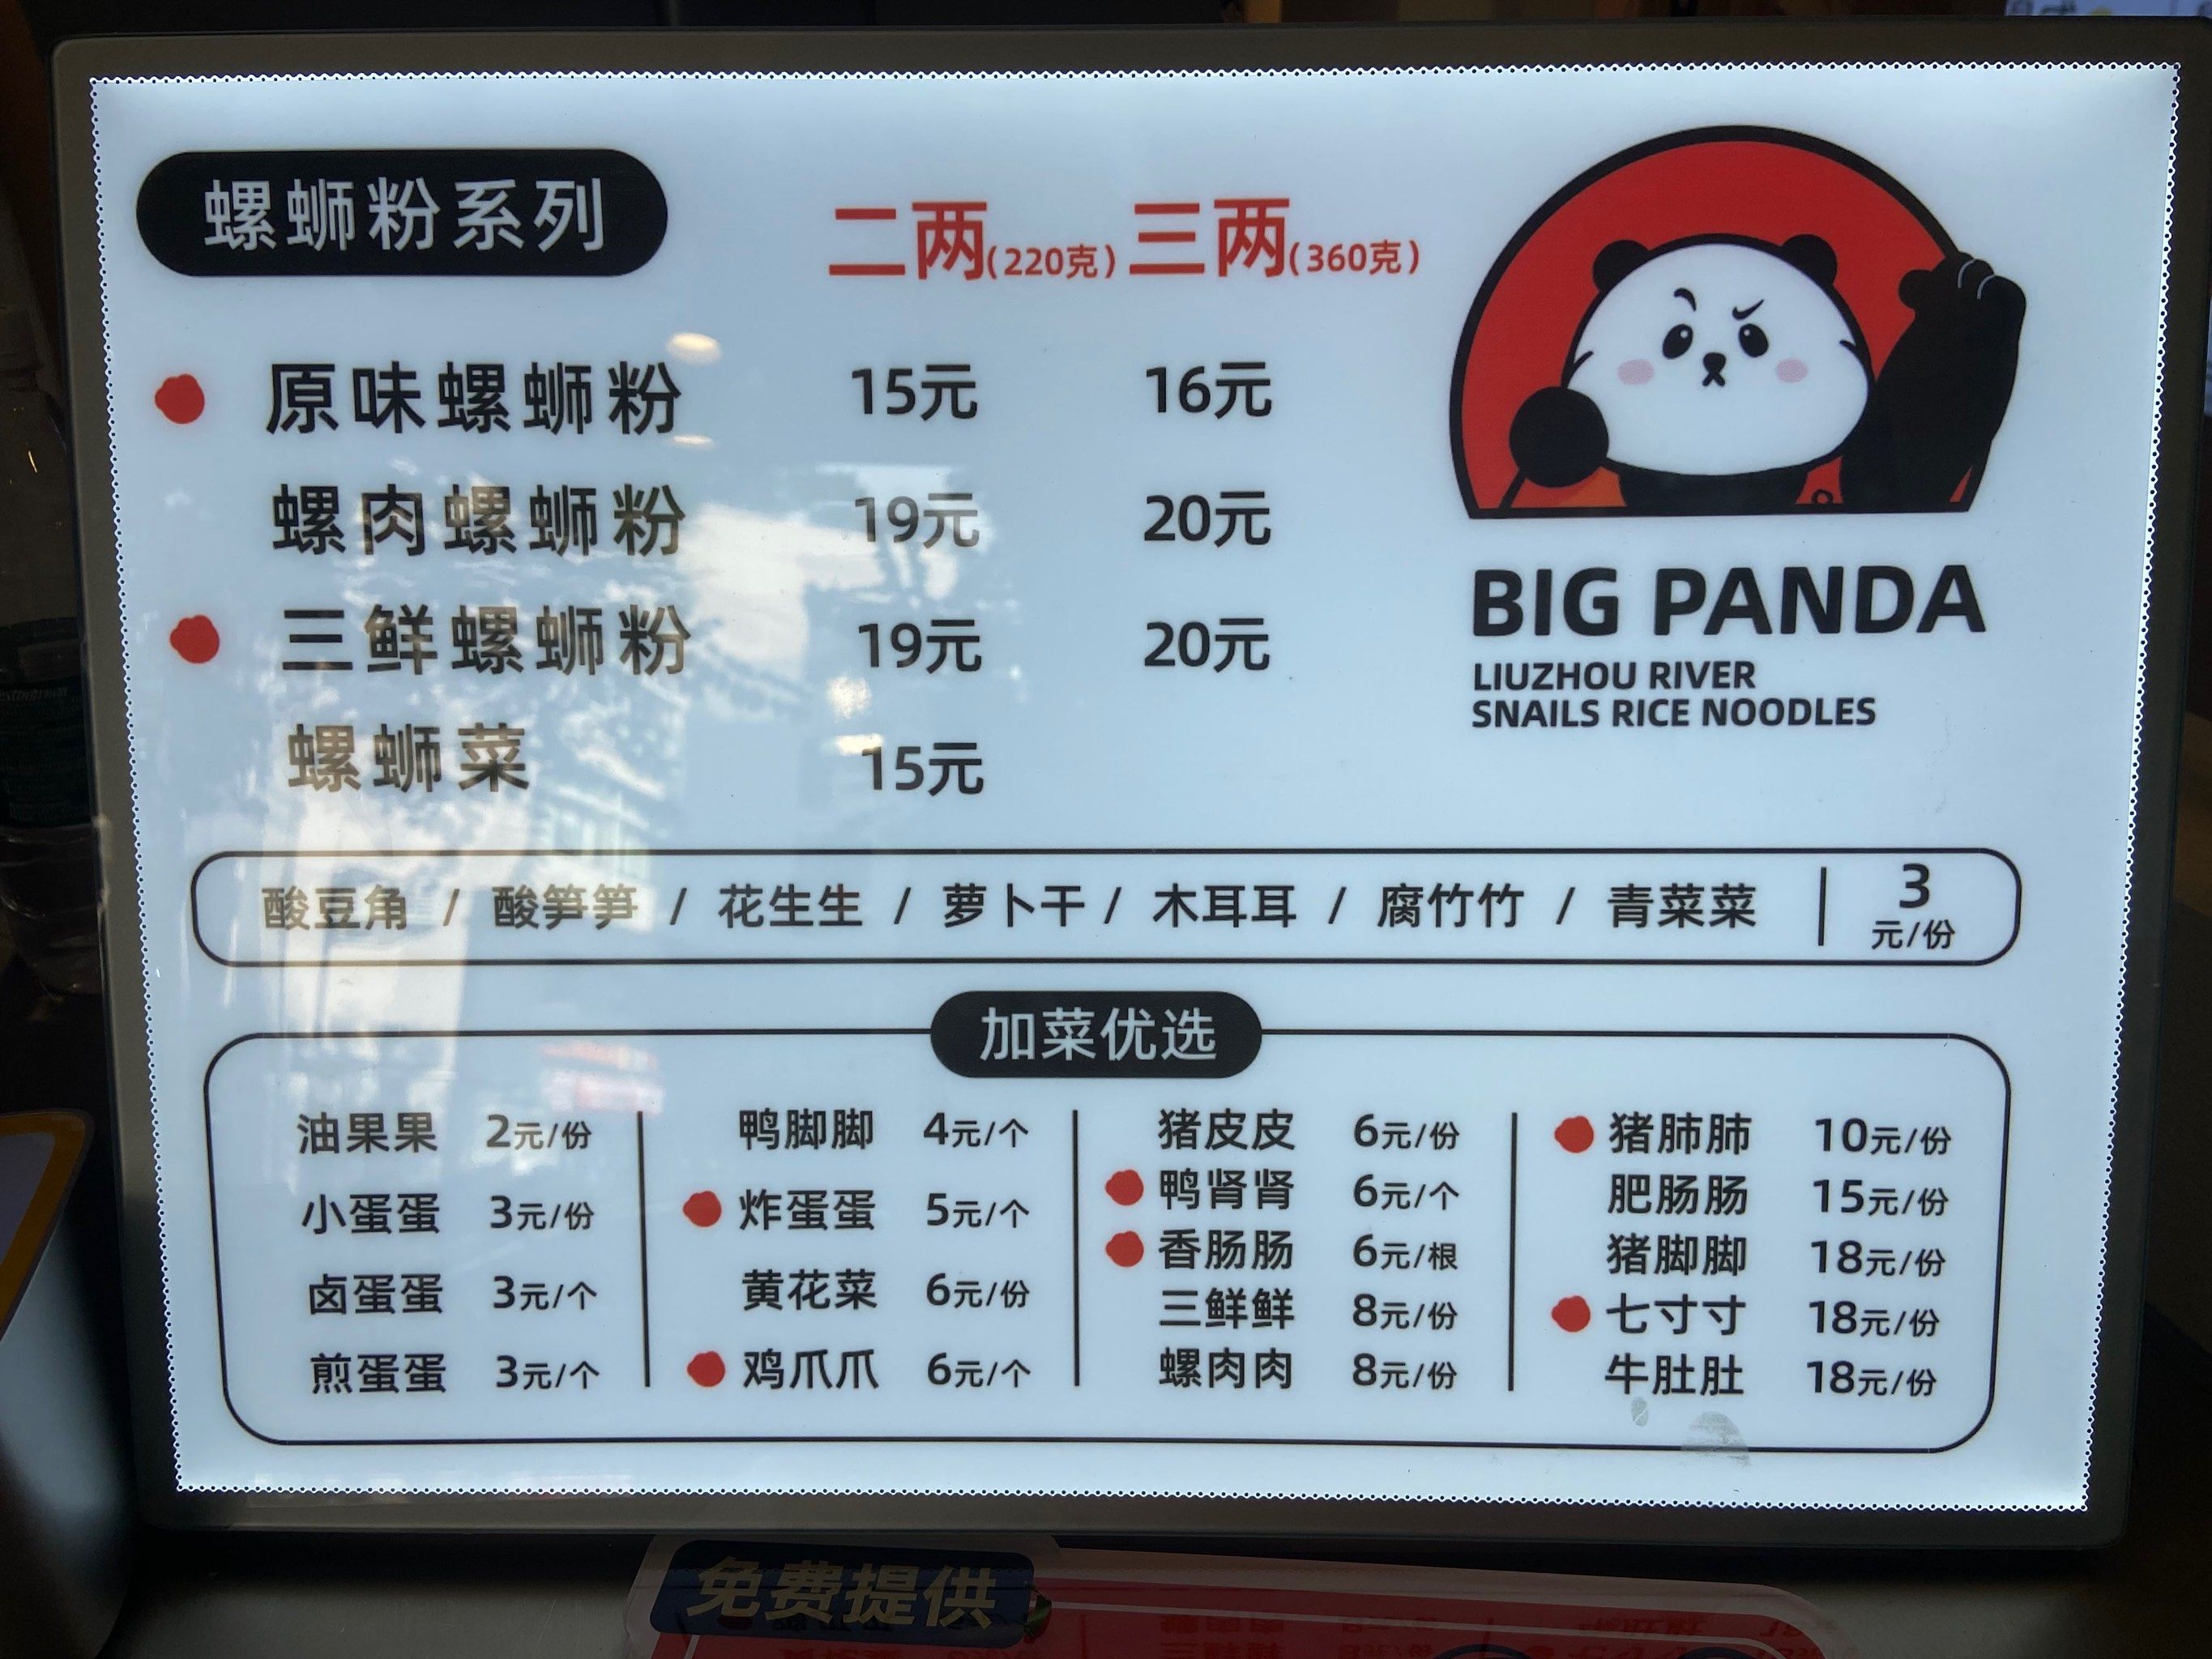 螺蛳粉系列
二两(220克) 三两(360克)
原味螺蛳粉 15元 16元
螺肉螺蛳粉 19元 20元
三鲜螺蛳粉 19元 20元
螺蛳菜 15元
BIG PANDA
LIUZHOU RIVER
SNAILS RICE NOODLES
酸豆角 / 酸笋笋 / 花生生 / 萝卜干 / 木耳耳 / 腐竹竹 / 青菜菜 | 3元/份
加菜优选
油果果 2元/份
小蛋蛋 3元/份
卤蛋蛋 3元/个
煎蛋蛋 3元/个
鸭脚脚 4元/个
炸蛋蛋 5元/个
黄花菜 6元/份
鸡爪爪 6元/个
猪皮皮 6元/份
鸭肾肾 6元/个
香肠肠 6元/根
三鲜鲜 8元/份
螺肉肉 8元/份
猪肺肺 10元/份
肥肠肠 15元/份
猪脚脚 18元/份
七寸寸 18元/份
牛肚肚 18元/份
免费提供